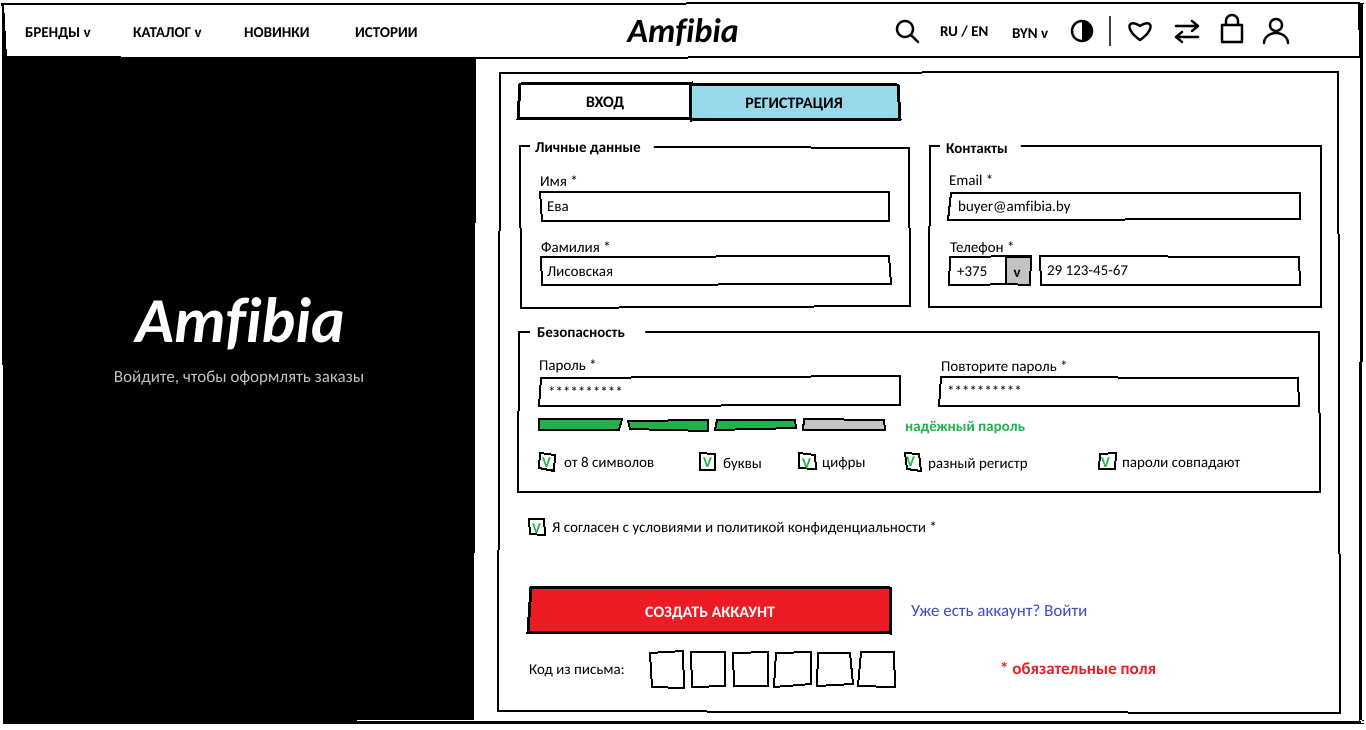 БРЕНДЫ v КАТАЛОГ v НОВИНКИ ИСТОРИИ Amfibia RU / EN BYN v
Amfibia
Войдите, чтобы оформлять заказы
ВХОД РЕГИСТРАЦИЯ
Личные данные
Имя *
Ева
Фамилия *
Лисовская
Контакты
Email *
buyer@amfibia.by
Телефон *
+375 v 29 123-45-67
Безопасность
Пароль * Повторите пароль *
********** **********
надёжный пароль
V от 8 символов V буквы V цифры V разный регистр V пароли совпадают
V Я согласен с условиями и политикой конфиденциальности *
СОЗДАТЬ АККАУНТ Уже есть аккаунт? Войти
Код из письма: * обязательные поля